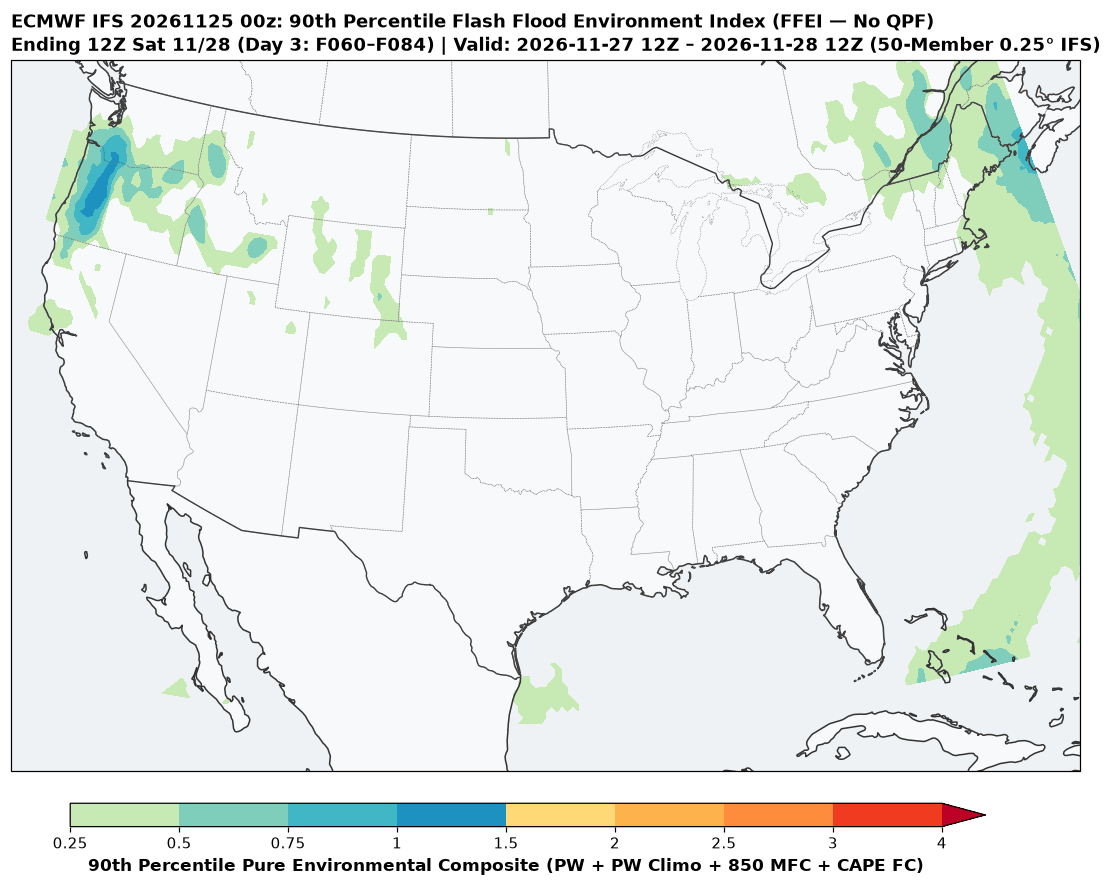 ECMWF IFS 20261125 00z: 90th Percentile Flash Flood Environment Index (FFEI — No QPF)
Ending 12Z Sat 11/28 (Day 3: F060–F084) | Valid: 2026-11-27 12Z – 2026-11-28 12Z (50-Member 0.25° IFS)
0.25 0.5 0.75 1 1.5 2 2.5 3 4
90th Percentile Pure Environmental Composite (PW + PW Climo + 850 MFC + CAPE FC)